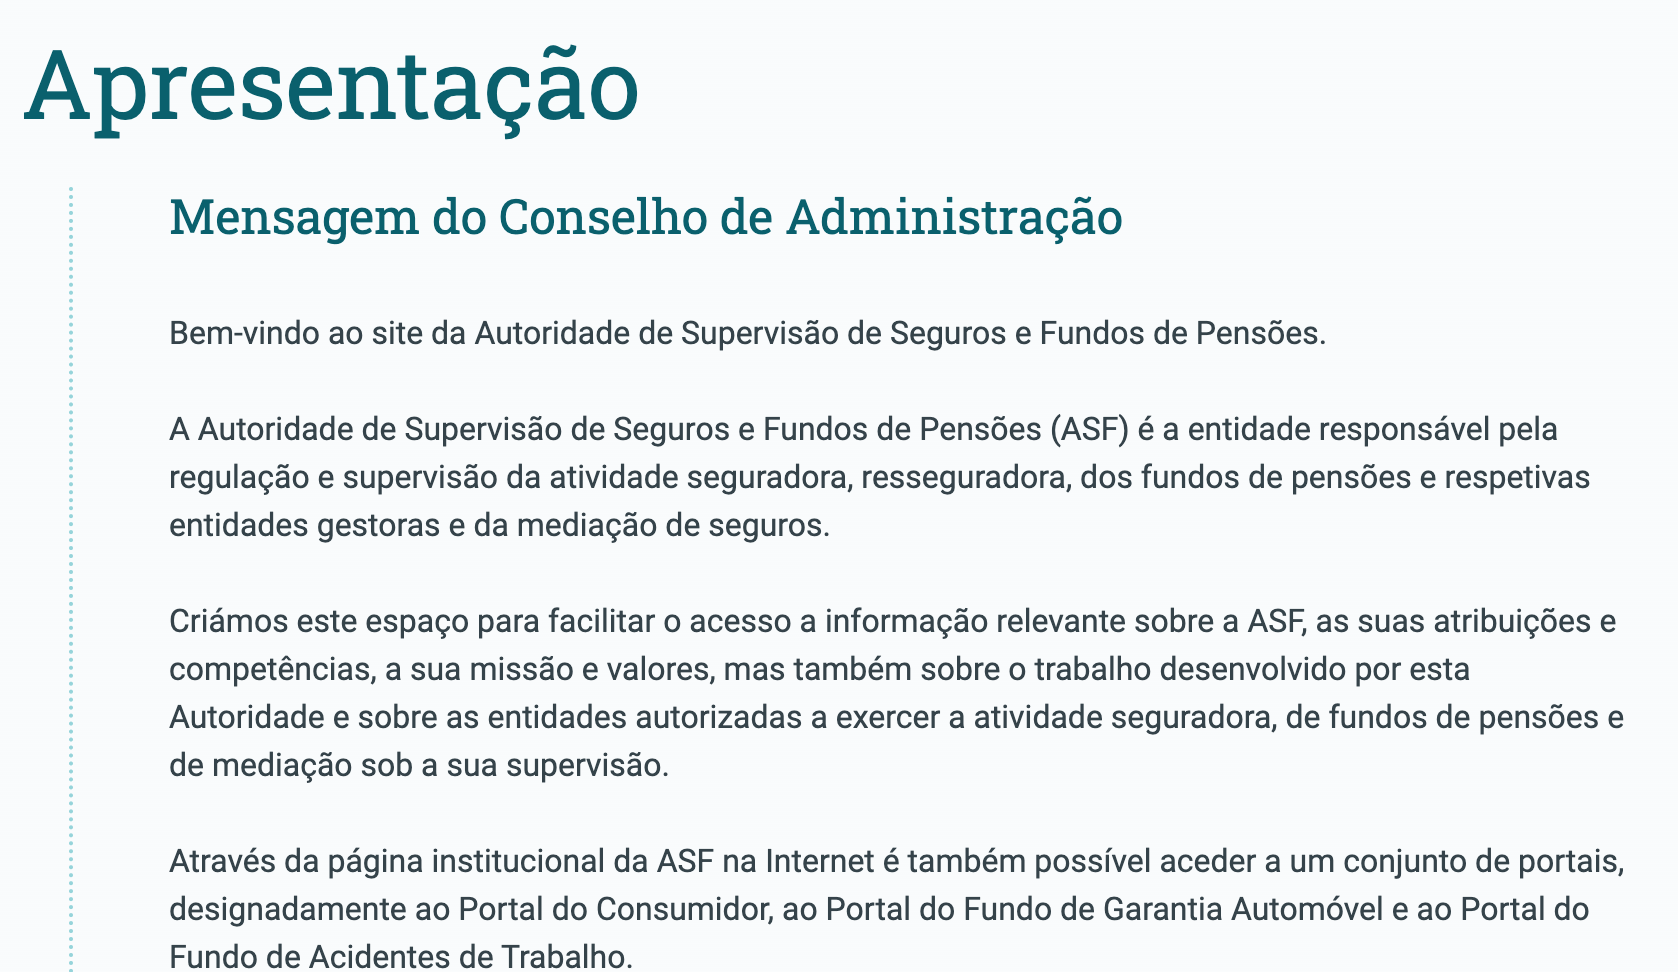 Apresentação
Mensagem do Conselho de Administração
Bem-vindo ao site da Autoridade de Supervisão de Seguros e Fundos de Pensões.
A Autoridade de Supervisão de Seguros e Fundos de Pensões (ASF) é a entidade responsável pela
regulação e supervisão da atividade seguradora, resseguradora, dos fundos de pensões e respetivas
entidades gestoras e da mediação de seguros.
Criámos este espaço para facilitar o acesso a informação relevante sobre a ASF, as suas atribuições e
competências, a sua missão e valores, mas também sobre o trabalho desenvolvido por esta
Autoridade e sobre as entidades autorizadas a exercer a atividade seguradora, de fundos de pensões e
de mediação sob a sua supervisão.
Através da página institucional da ASF na Internet é também possível aceder a um conjunto de portais,
designadamente ao Portal do Consumidor, ao Portal do Fundo de Garantia Automóvel e ao Portal do
Fundo de Acidentes de Trabalho.